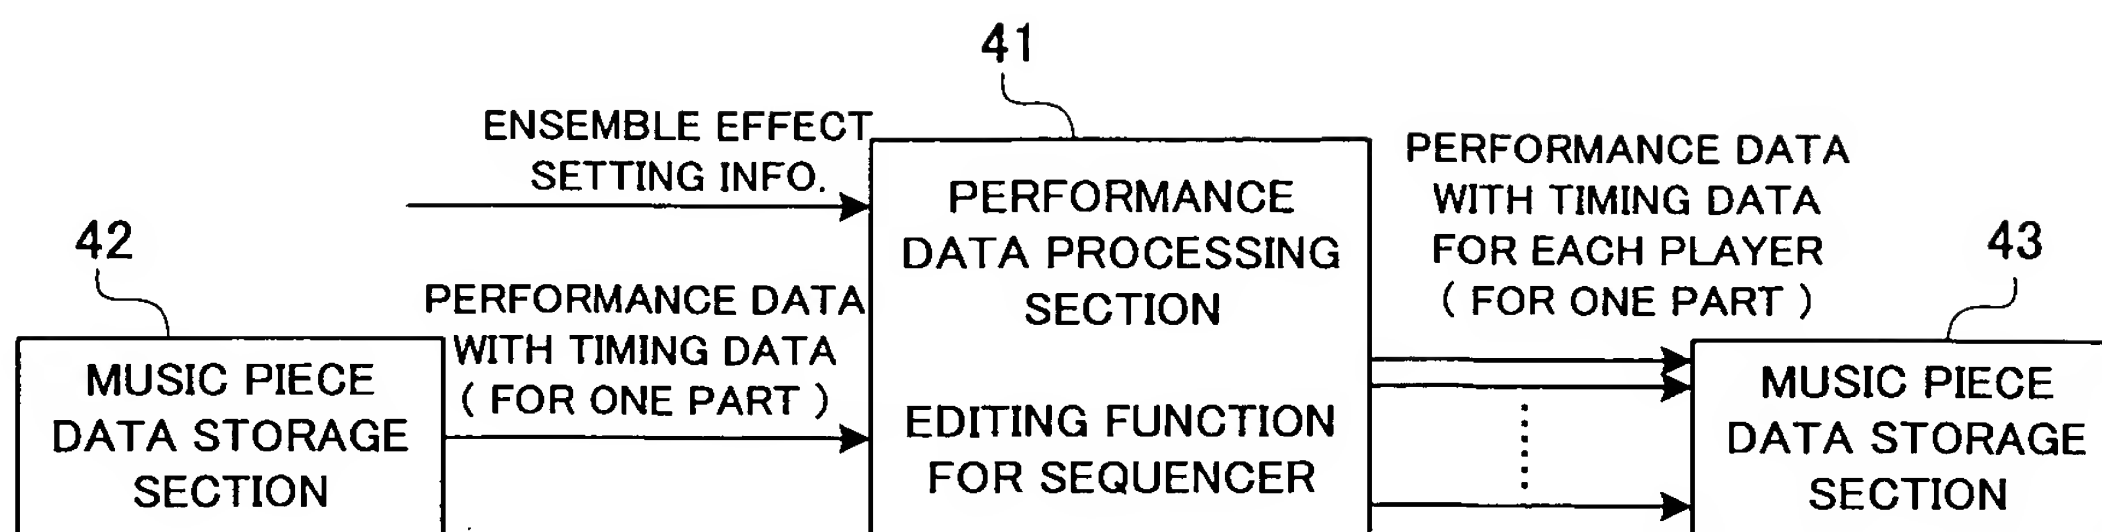 41
ENSEMBLE EFFECT
SETTING INFO.
42
PERFORMANCE DATA
WITH TIMING DATA
( FOR ONE PART )
MUSIC PIECE
DATA STORAGE
SECTION
PERFORMANCE
DATA PROCESSING
SECTION
EDITING FUNCTION
FOR SEQUENCER
PERFORMANCE DATA
WITH TIMING DATA
FOR EACH PLAYER
( FOR ONE PART )
43
MUSIC PIECE
DATA STORAGE
SECTION